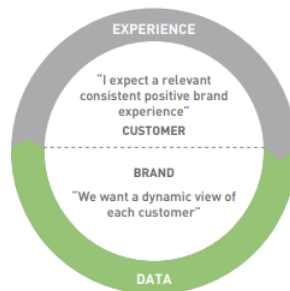 EXPERIENCE
"I expect a relevant
consistent positive brand
experience"
CUSTOMER
BRAND
"We want a dynamic view of
each customer"
DATA